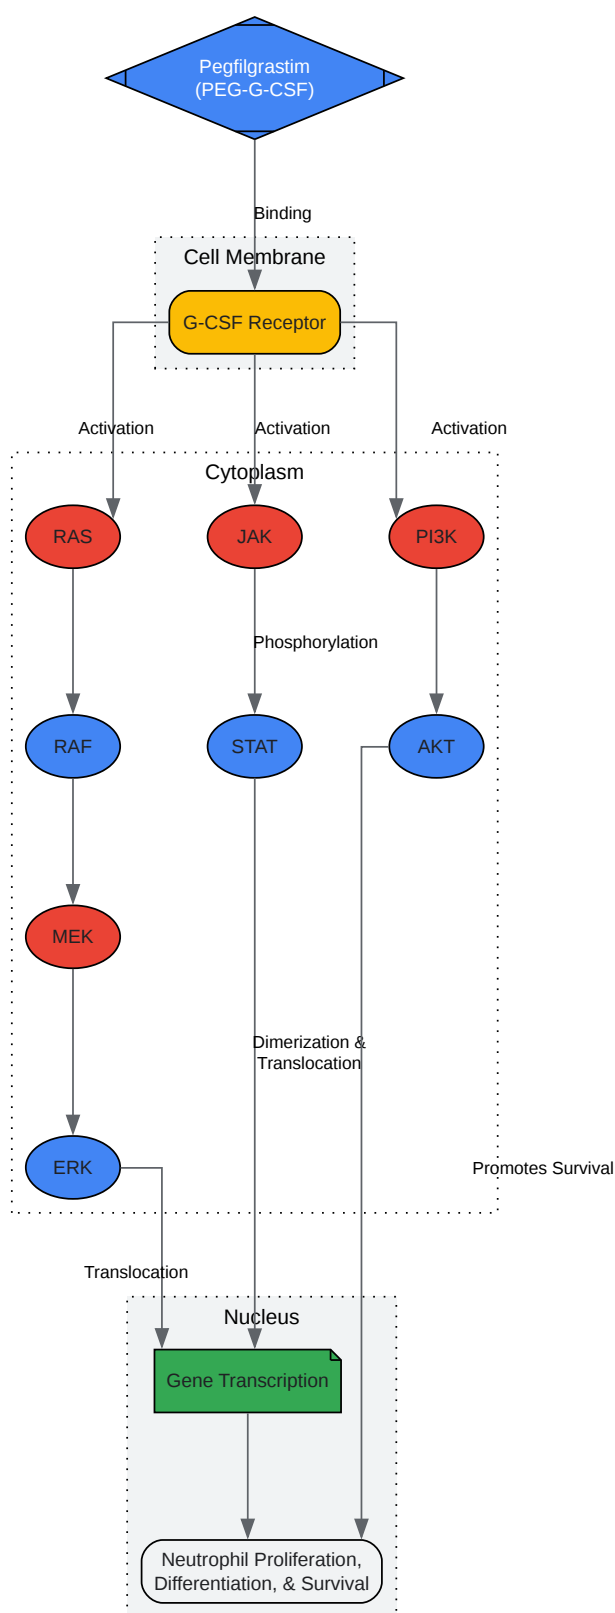 Pegfilgrastim
(PEG-G-CSF)
Binding
Cell Membrane
G-CSF Receptor
Activation
Activation
Activation
Cytoplasm
RAS
JAK
PI3K
Phosphorylation
RAF
STAT
AKT
MEK
Dimerization &
Translocation
ERK
Promotes Survival
Translocation
Nucleus
Gene Transcription
Neutrophil Proliferation,
Differentiation, & Survival